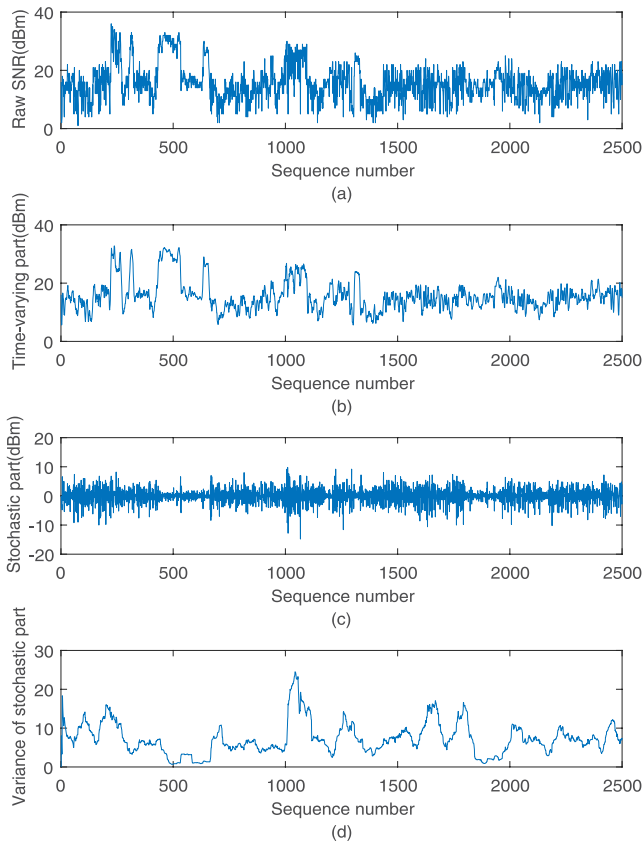 Raw SNR(dBm)
40
20
0
0 500 1000 1500 2000 2500
Sequence number
(a)
Time-varying part(dBm)
40
20
0
0 500 1000 1500 2000 2500
Sequence number
(b)
Stochastic part(dBm)
20
10
0
-10
-20
0 500 1000 1500 2000 2500
Sequence number
(c)
Variance of stochastic part
30
20
10
0
0 500 1000 1500 2000 2500
Sequence number
(d)